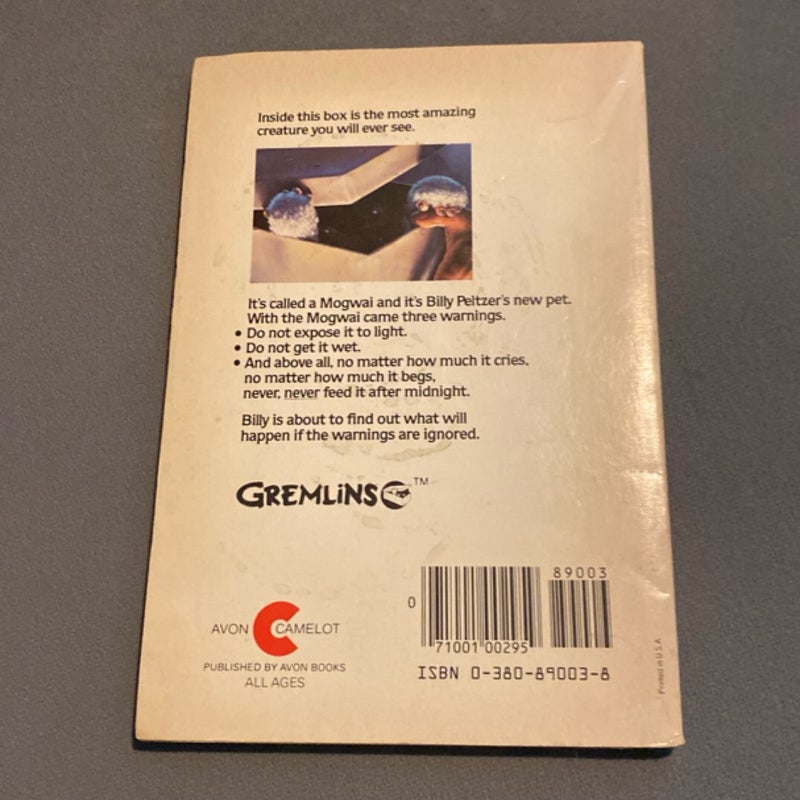 Inside this box is the most amazing
creature you will ever see.
It's called a Mogwai and it's Billy Peltzer's new pet.
With the Mogwai came three warnings.
• Do not expose it to light.
• Do not get it wet.
• And above all, no matter how much it cries,
no matter how much it begs,
never, never feed it after midnight.
Billy is about to find out what will
happen if the warnings are ignored.
GREMLiNS™
89003
0
71001 00295
ISBN 0-380-89003-8
AVON CAMELOT
PUBLISHED BY AVON BOOKS
ALL AGES
Printed in U.S.A.